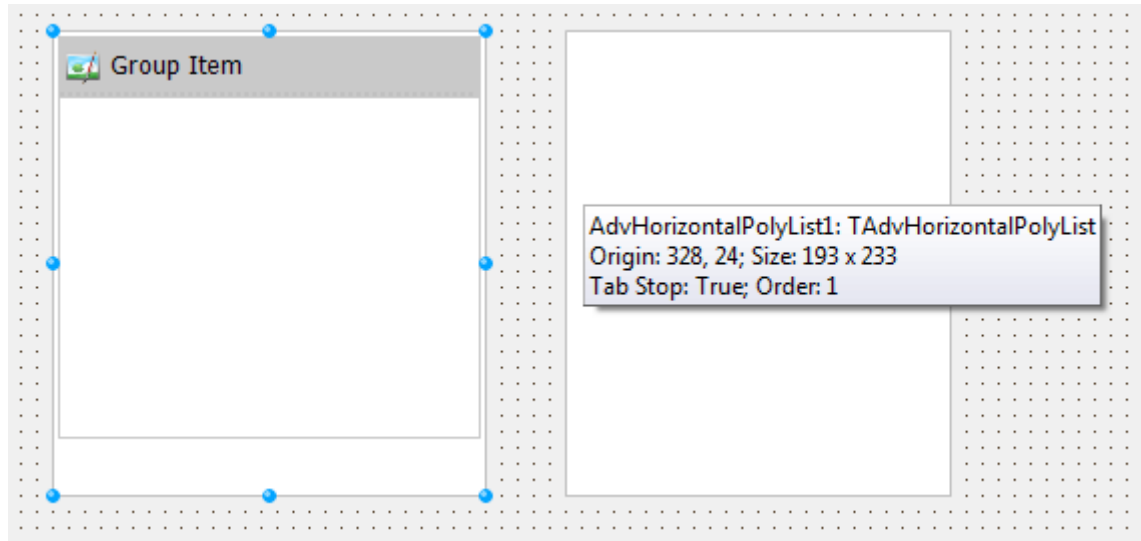 Group Item
AdvHorizontalPolyList1: TAdvHorizontalPolyList
Origin: 328, 24; Size: 193 x 233
Tab Stop: True; Order: 1